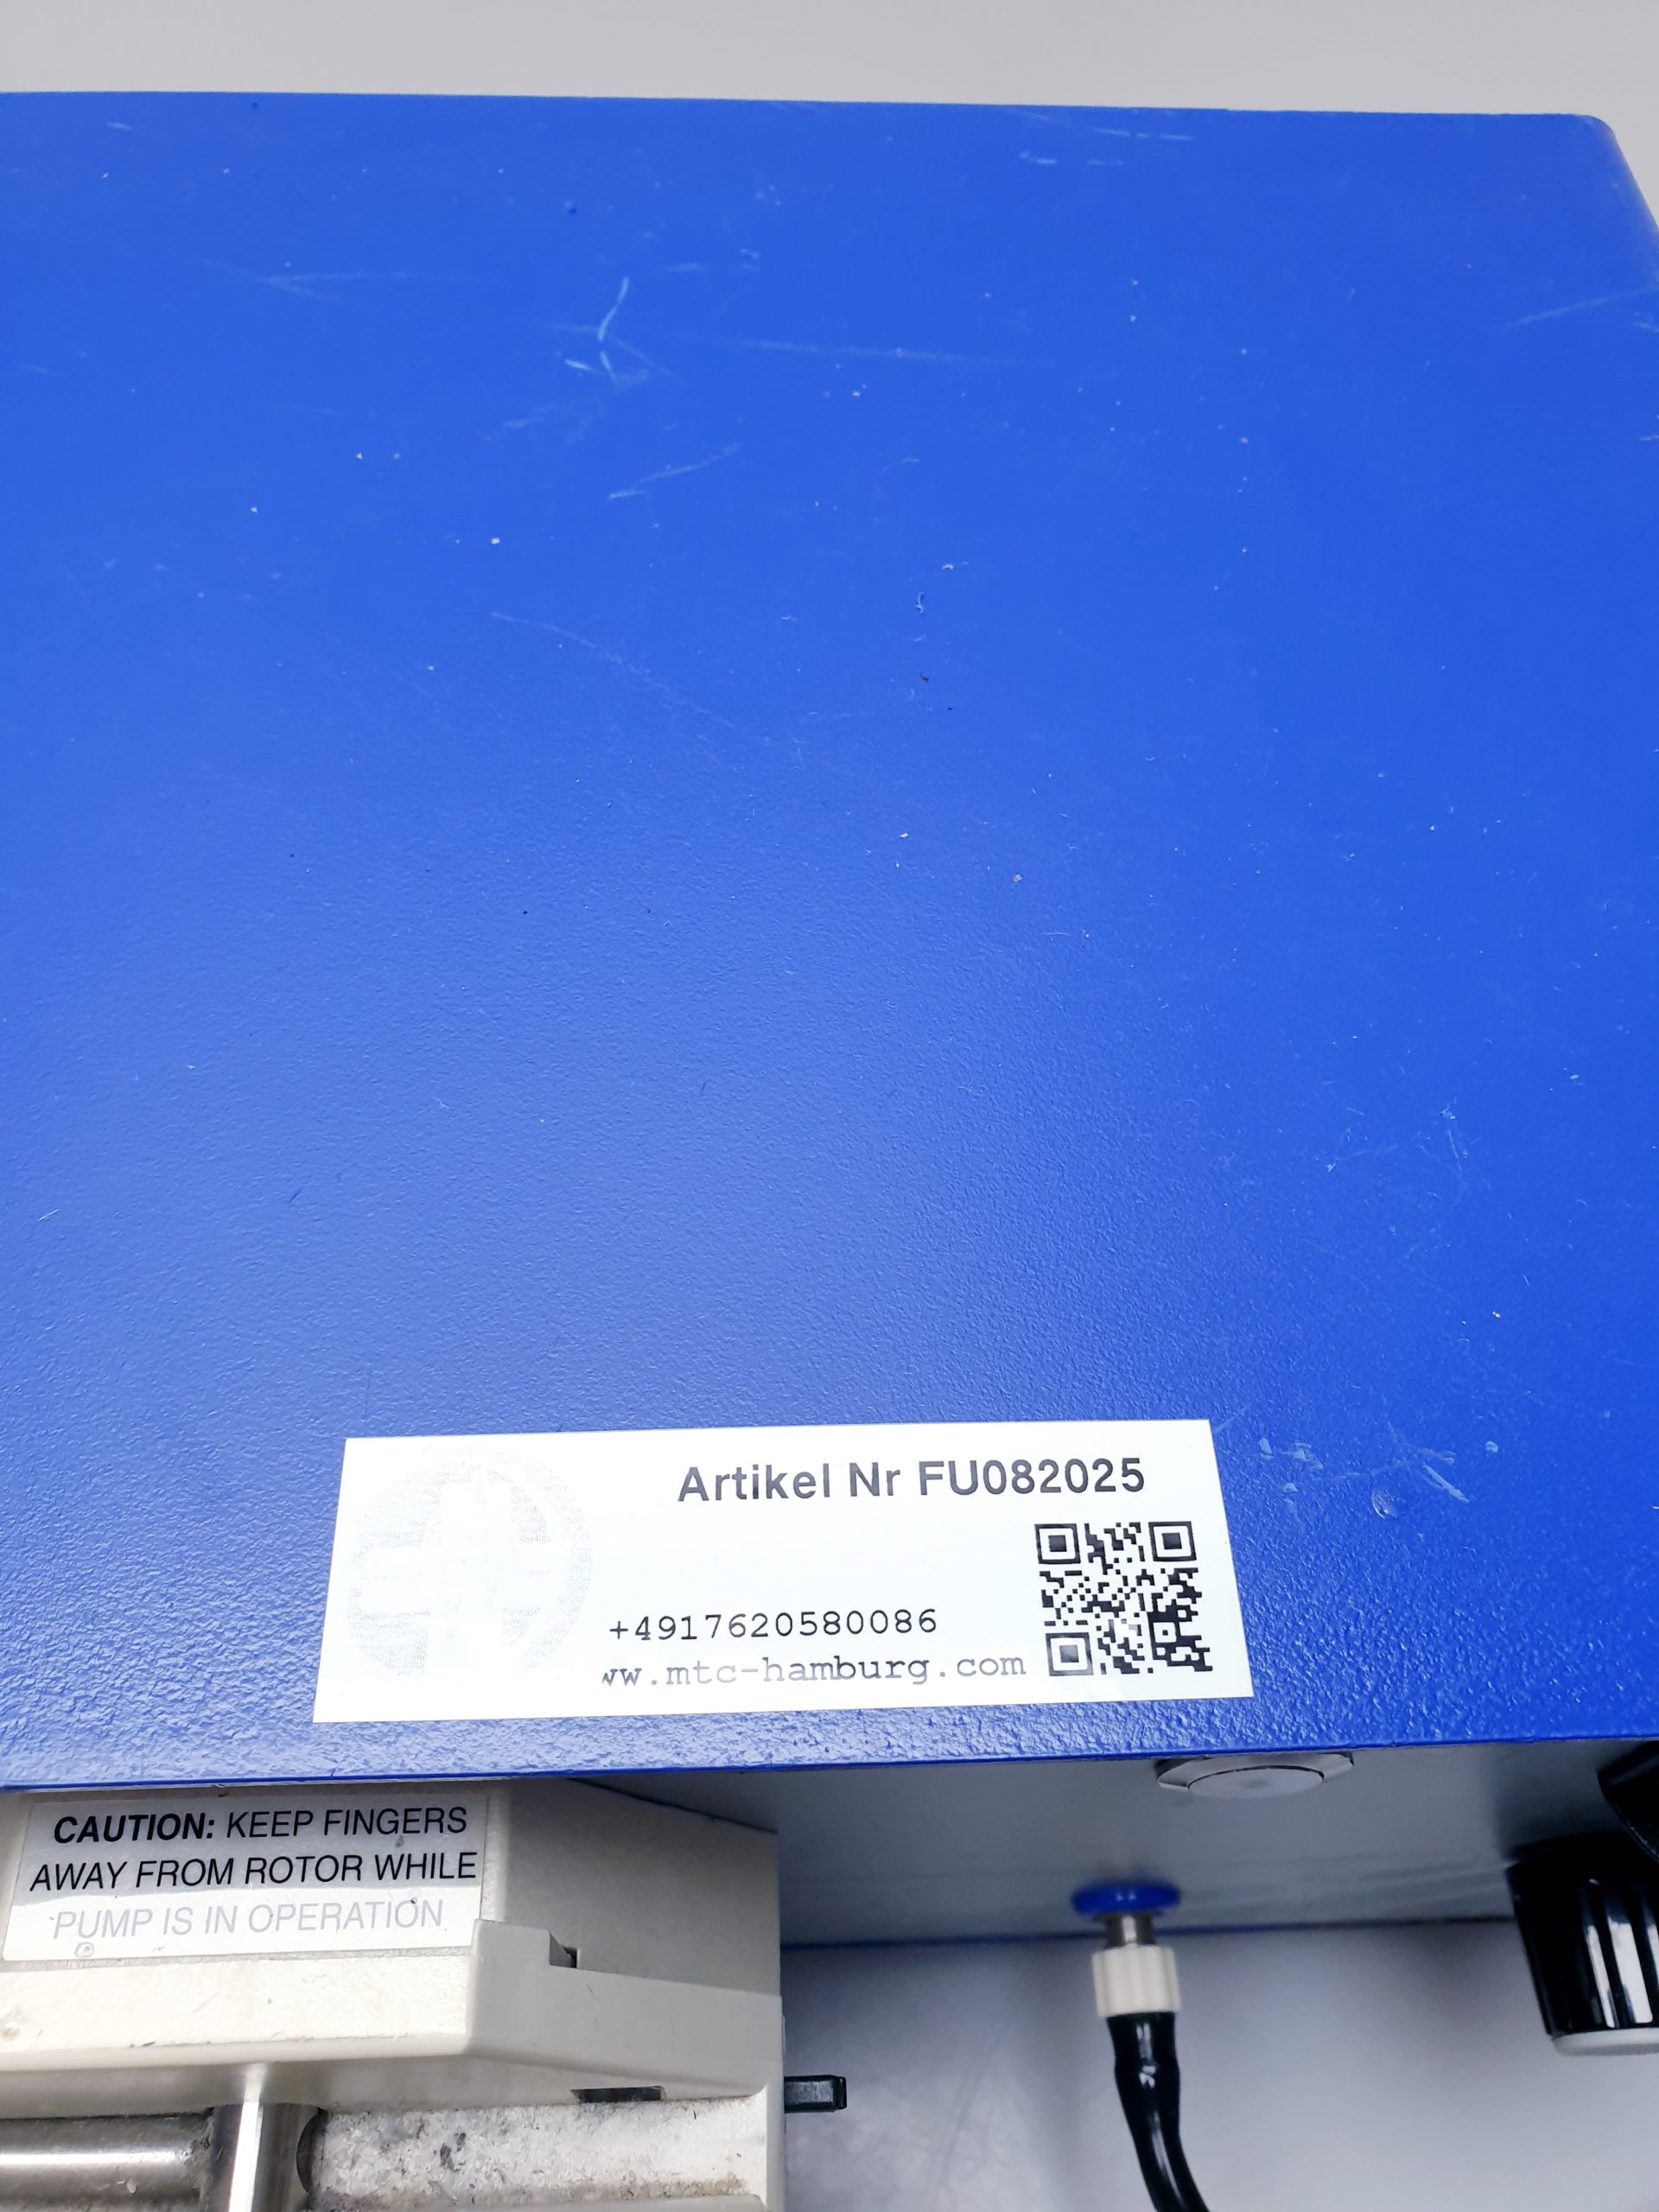 Artikel Nr FU082025
+4917620580086
ww.mtc-hamburg.com
CAUTION: KEEP FINGERS
AWAY FROM ROTOR WHILE
PUMP IS IN OPERATION